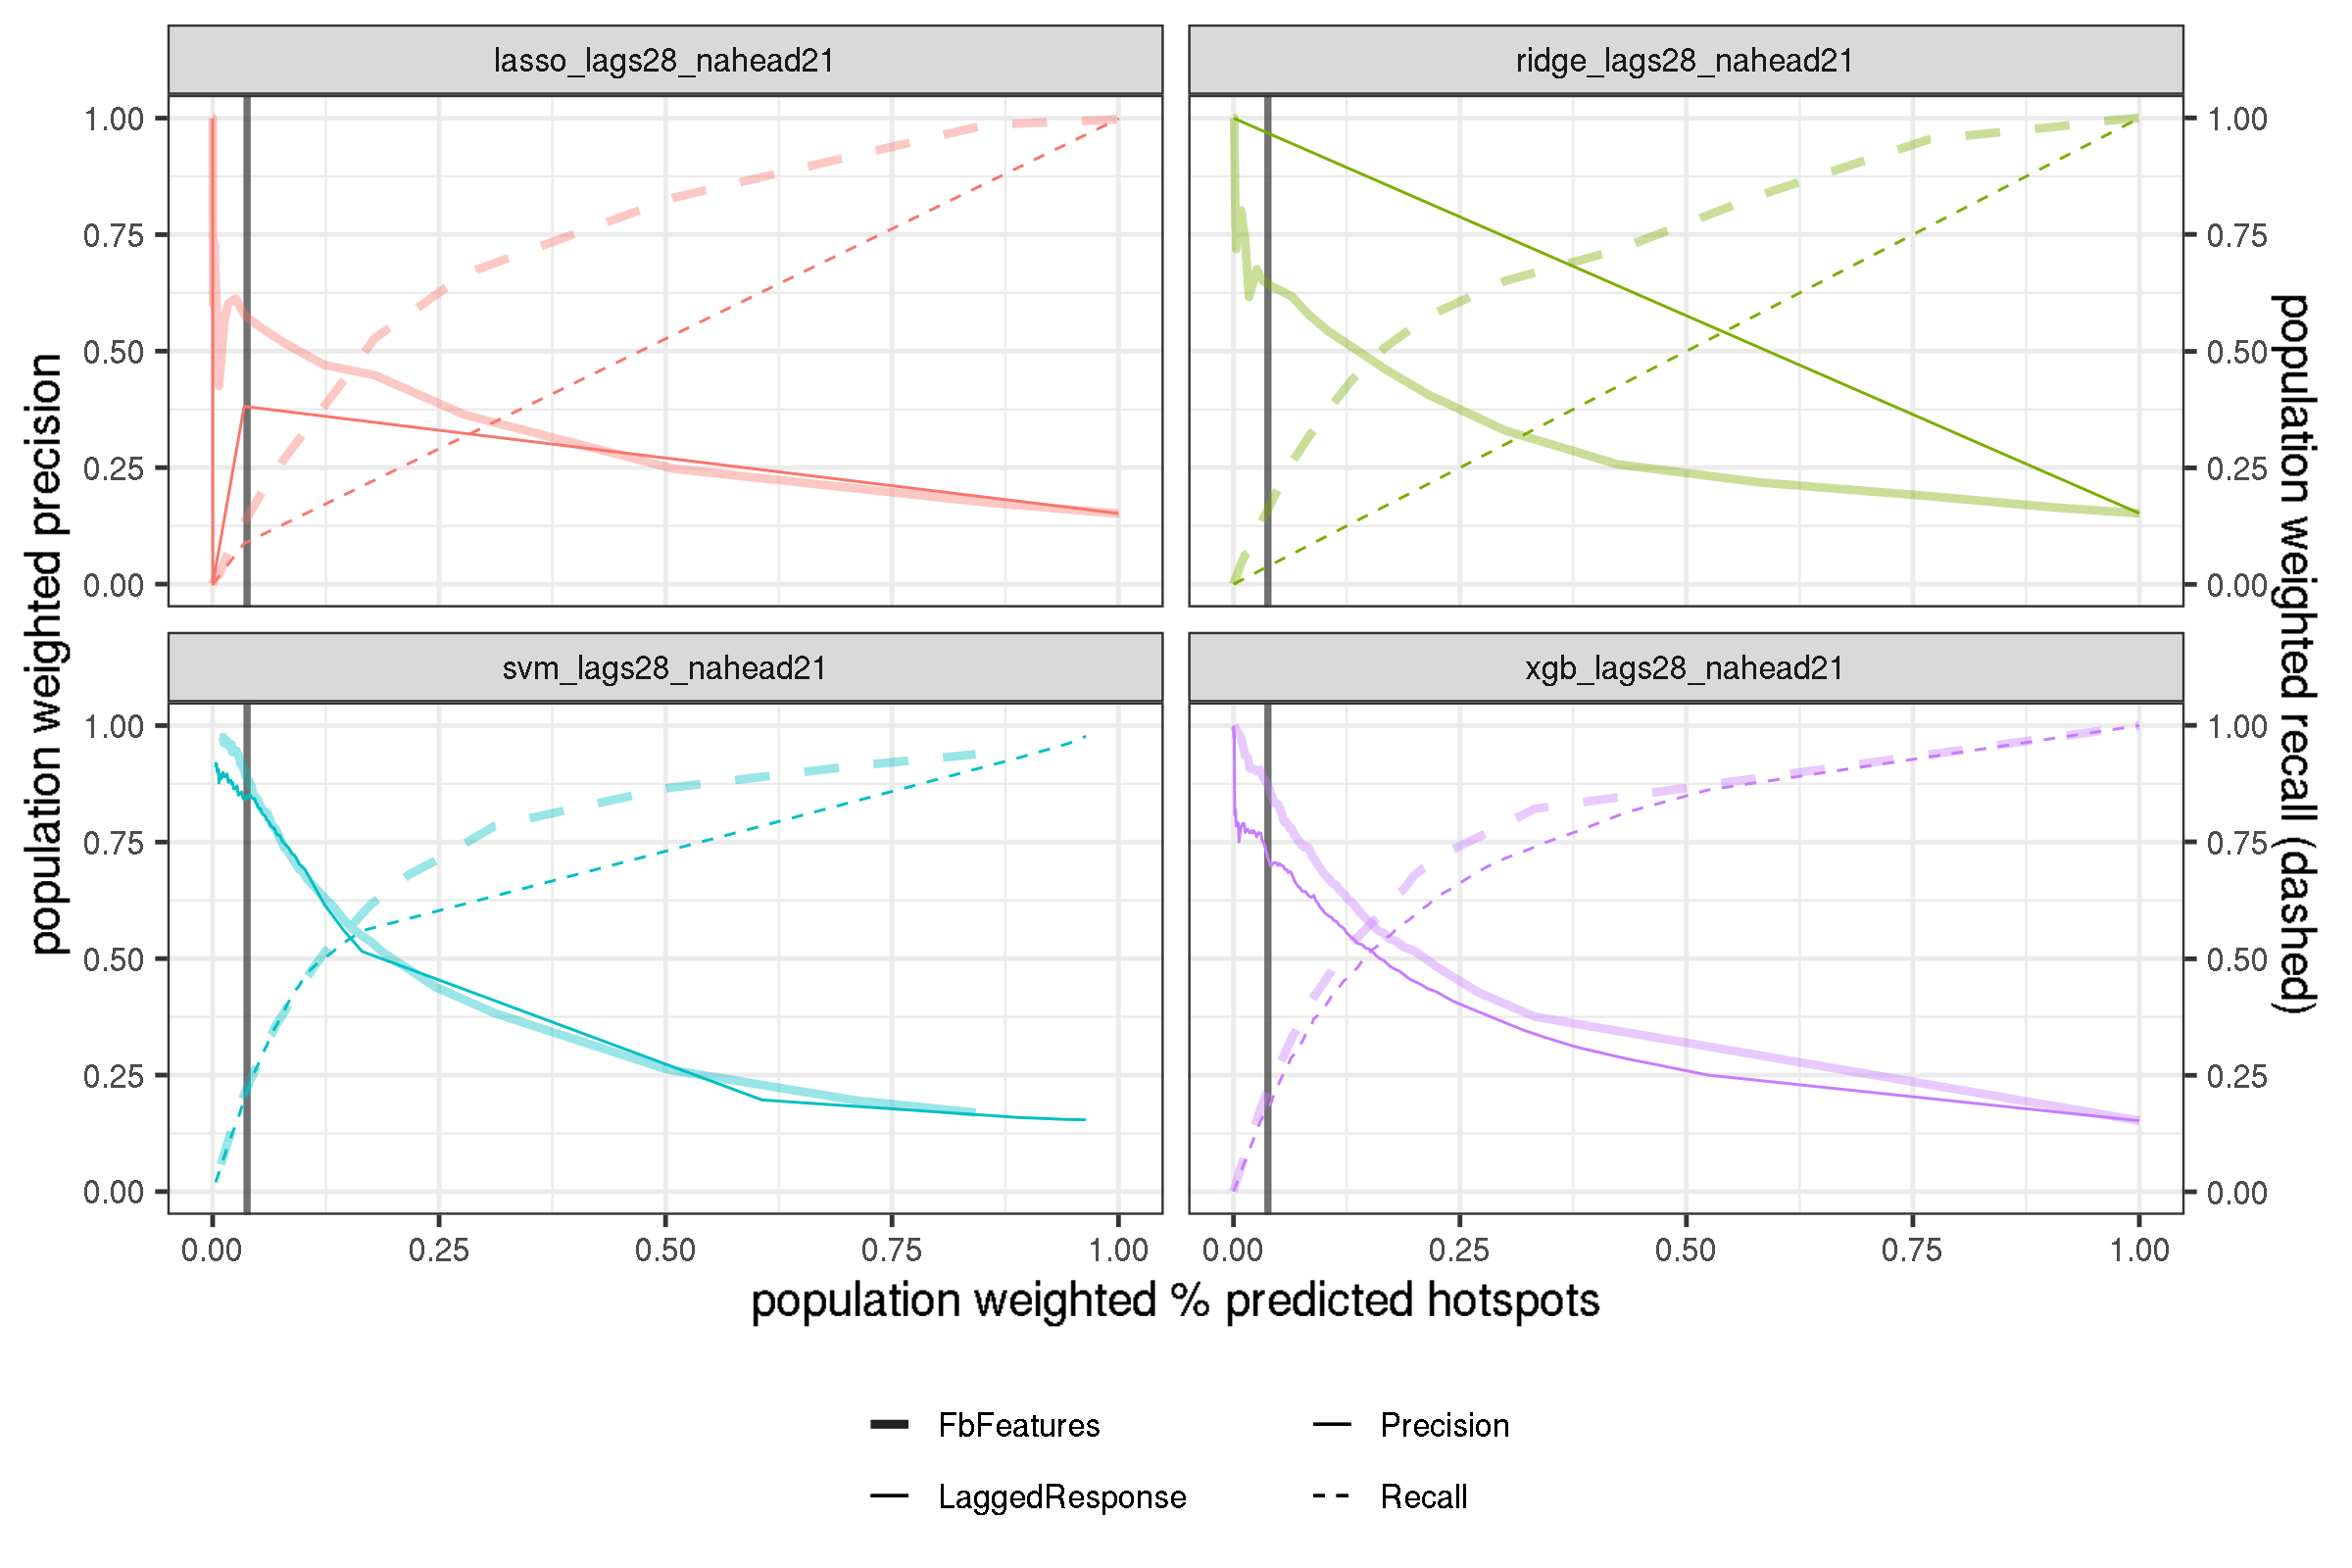 lasso_lags28_nahead21
ridge_lags28_nahead21
1.00
0.75
0.50
0.25
0.00
1.00
0.75
0.50
0.25
0.00
svm_lags28_nahead21
xgb_lags28_nahead21
1.00
0.75
0.50
0.25
0.00
1.00
0.75
0.50
0.25
0.00
0.00 0.25 0.50 0.75 1.00
0.00 0.25 0.50 0.75 1.00
population weighted precision
population weighted recall (dashed)
population weighted % predicted hotspots
FbFeatures
Precision
LaggedResponse
Recall